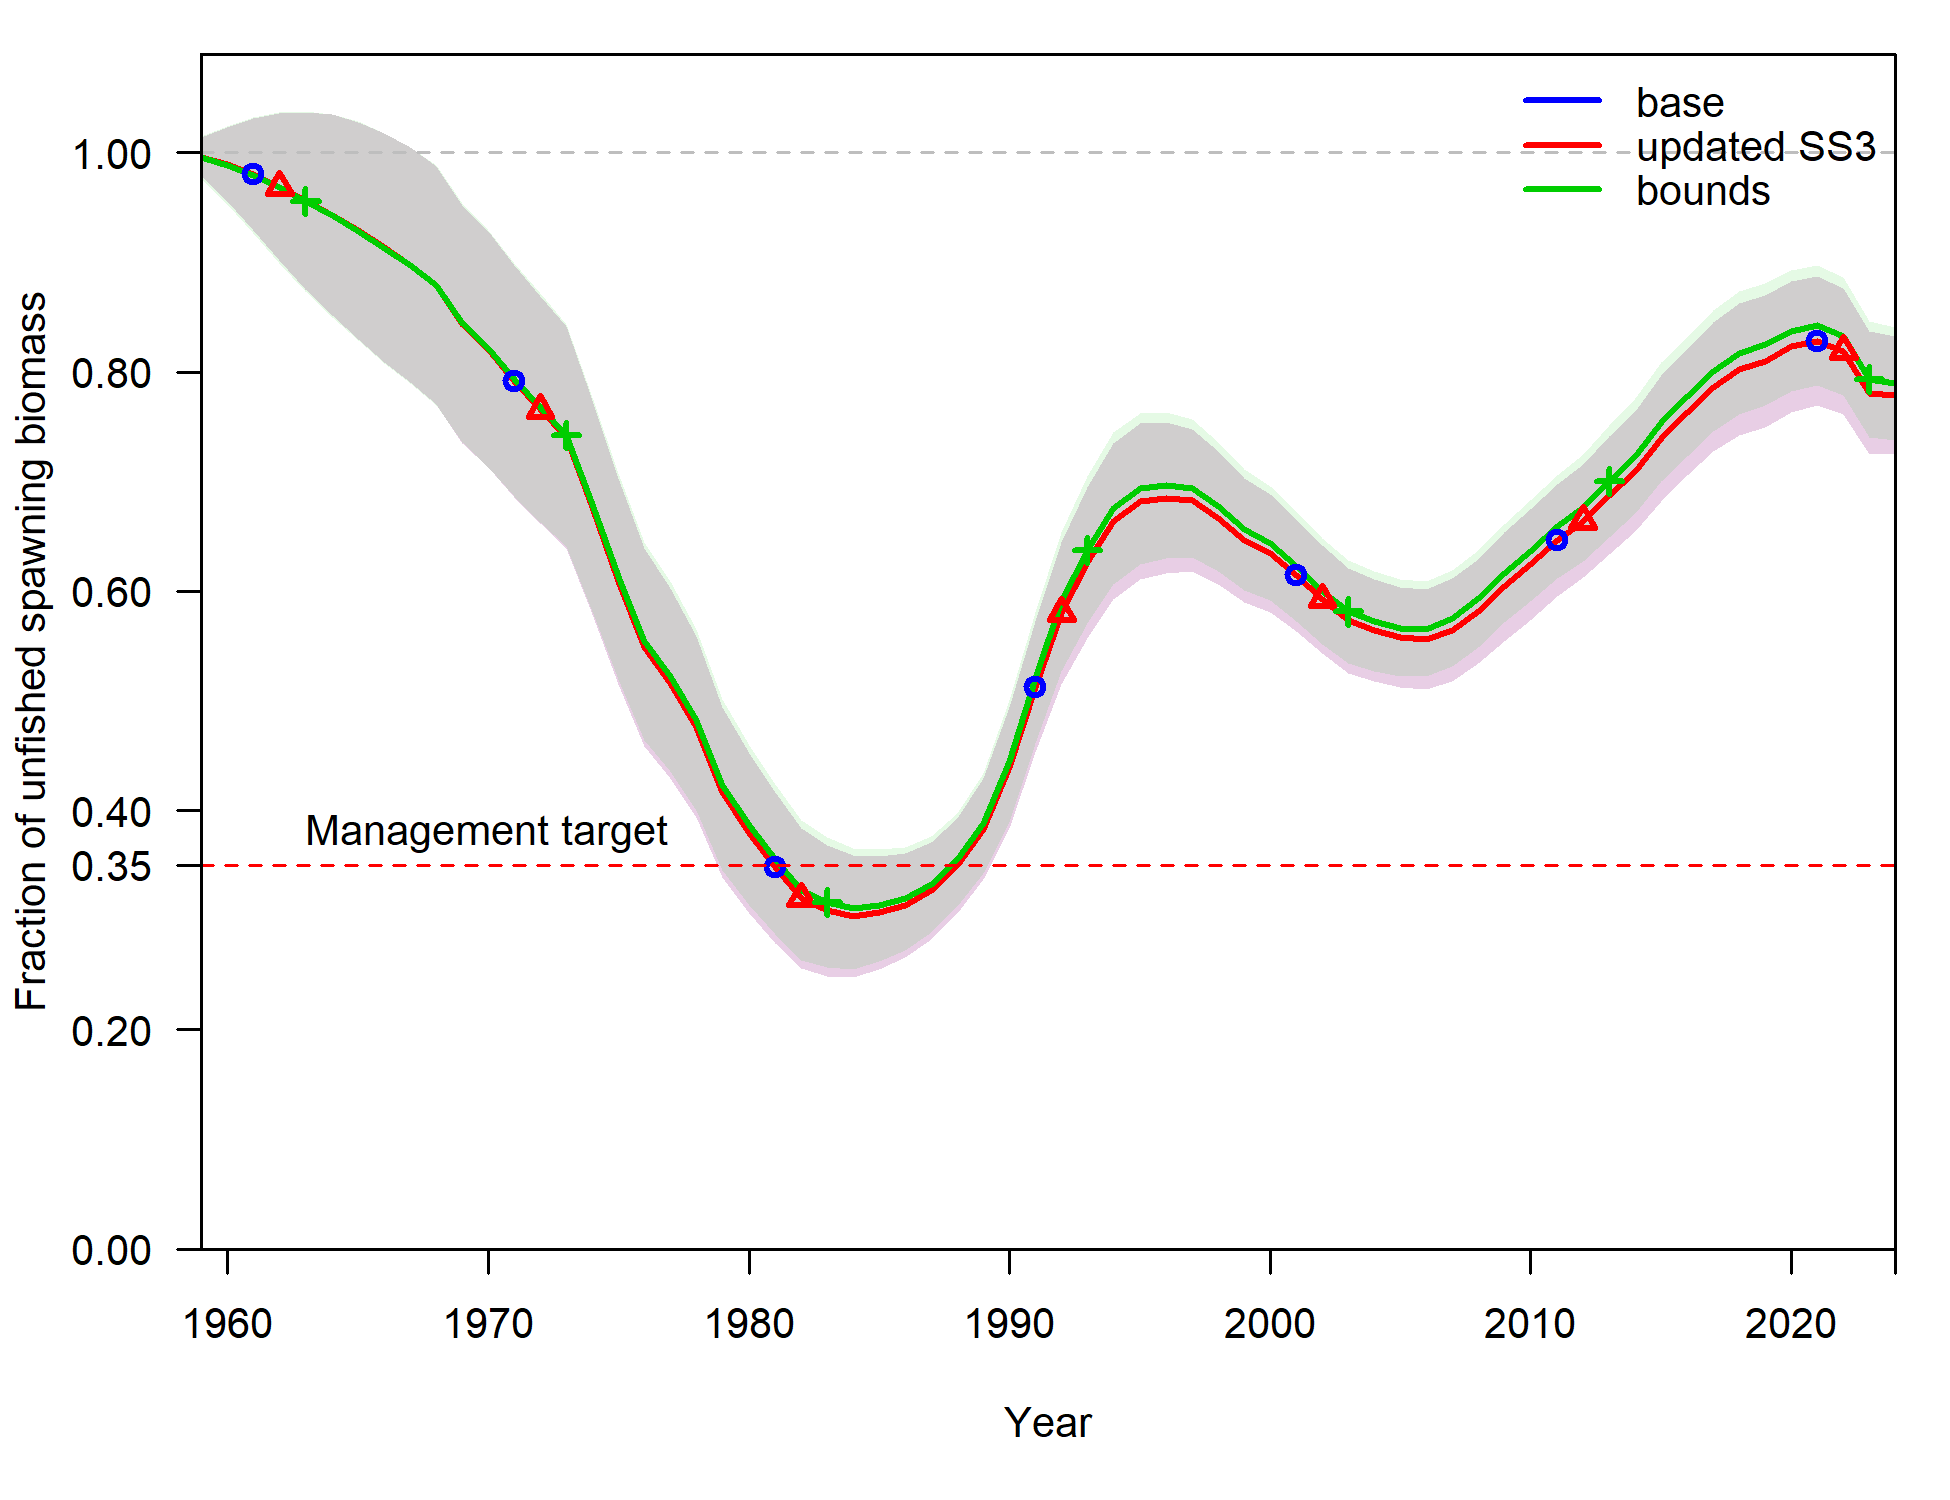 base
updated SS3
bounds
Fraction of unfished spawning biomass
1.00
0.80
0.60
0.40
0.35
0.20
0.00
Management target
1960 1970 1980 1990 2000 2010 2020
Year